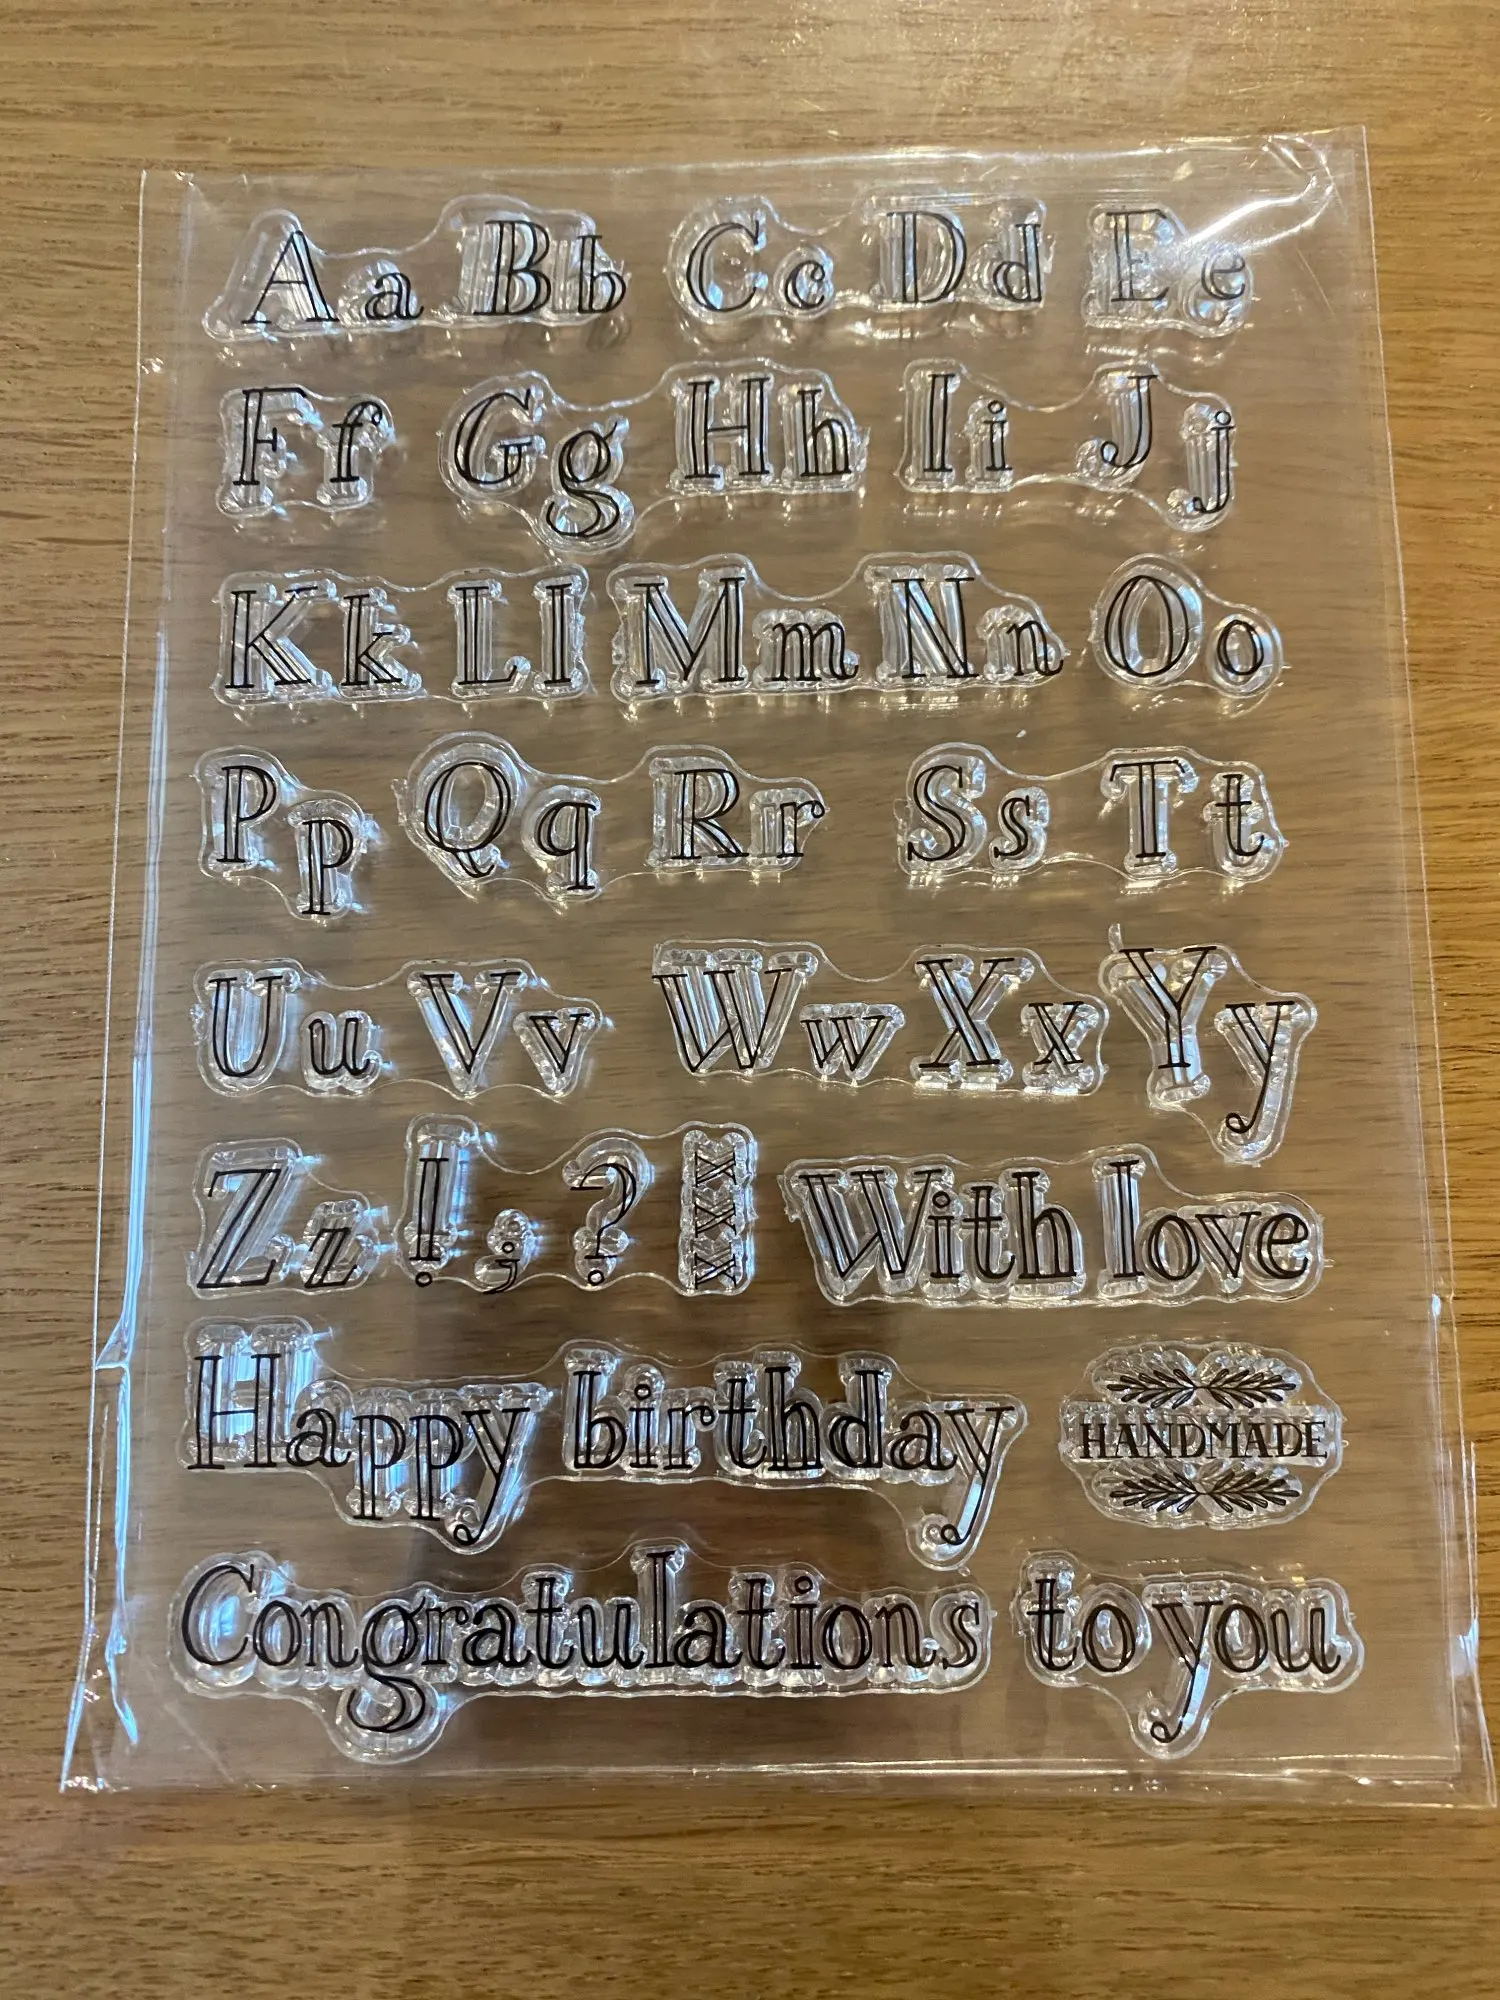 Aa Bb Cc Dd Ee
Ff Gg Hh Ii Jj
Kk Ll Mm Nn Oo
Pp Qq Rr Ss Tt
Uu Vv Ww Xx Yy
Zz ! ; ? xxxx With love
Happy birthday HANDMADE
Congratulations to you